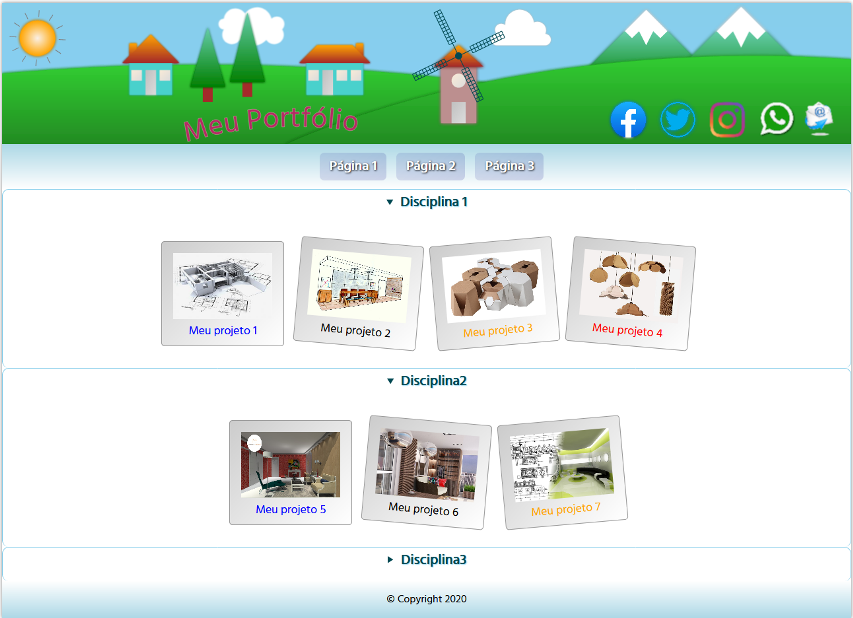 Meu Portfólio
Página 1 Página 2 Página 3
Disciplina 1
Meu projeto 1 Meu projeto 2 Meu projeto 3 Meu projeto 4
Disciplina2
Meu projeto 5 Meu projeto 6 Meu projeto 7
Disciplina3
© Copyright 2020